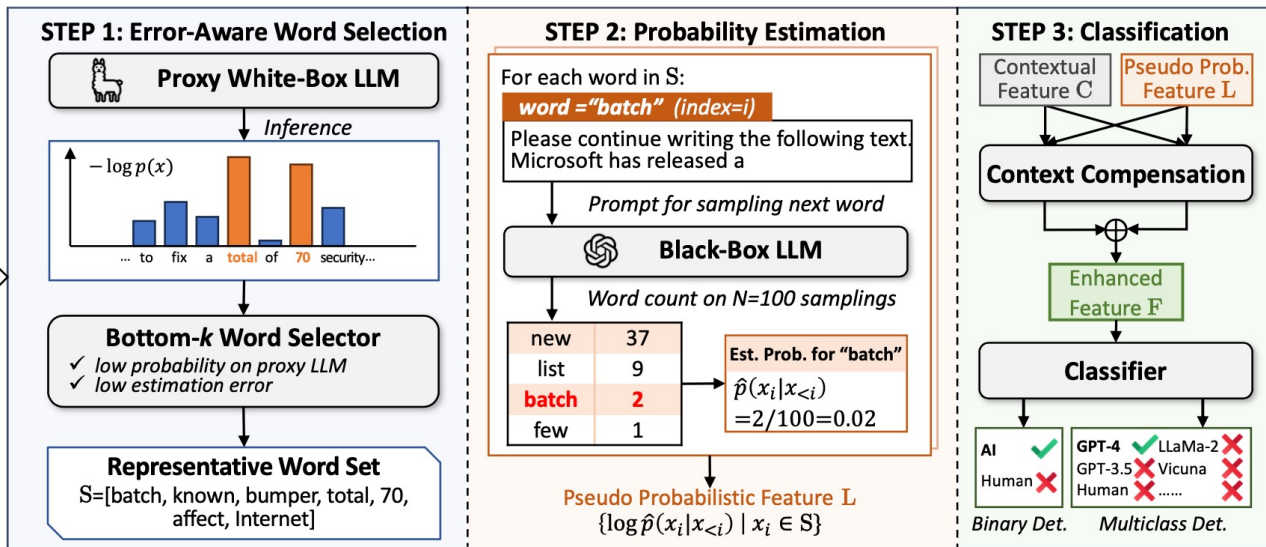 STEP 1: Error-Aware Word Selection
Proxy White-Box LLM
Inference
− log p(x)
... to fix a total of 70 security...
Bottom-k Word Selector
✓ low probability on proxy LLM
✓ low estimation error
Representative Word Set
S=[batch, known, bumper, total, 70,
affect, Internet]
STEP 2: Probability Estimation
For each word in S:
word ="batch" (index=i)
Please continue writing the following text.
Microsoft has released a
Prompt for sampling next word
Black-Box LLM
Word count on N=100 samplings
new 37
list 9
batch 2
few 1
Est. Prob. for "batch"
p̂(xᵢ|x<ᵢ)
=2/100=0.02
Pseudo Probabilistic Feature L
{log p̂(xᵢ|x<ᵢ) | xᵢ ∈ S}
STEP 3: Classification
Contextual
Feature C
Pseudo Prob.
Feature L
Context Compensation
Enhanced
Feature F
Classifier
AI
Human
Binary Det.
GPT-4 LLaMa-2
GPT-3.5 Vicuna
Human ......
Multiclass Det.